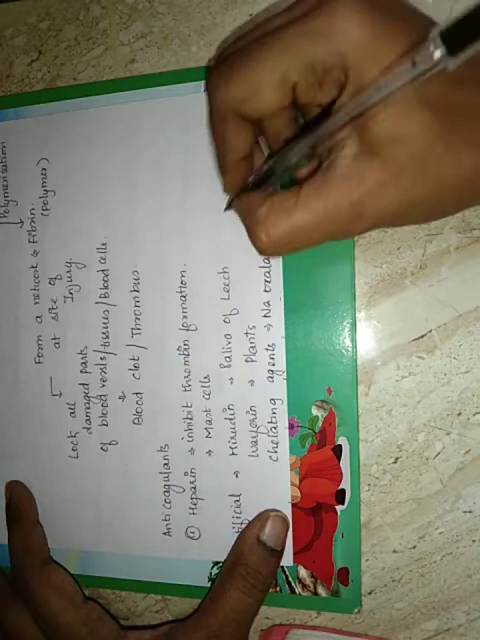 Polymerisation
↓
Form a network of Fibrin.
(Polymer)
at site of
Injury.
Lock all
damaged parts
of blood vessels/tissues/Blood cells.
↓
Blood clot / Thrombus
Anticoagulants
① Heparin → inhibit thrombin formation.
→ Mast cells
tificial → Hirudin → Saliva of Leech
Warferin → Plants
Chelating agents → Na Oxala